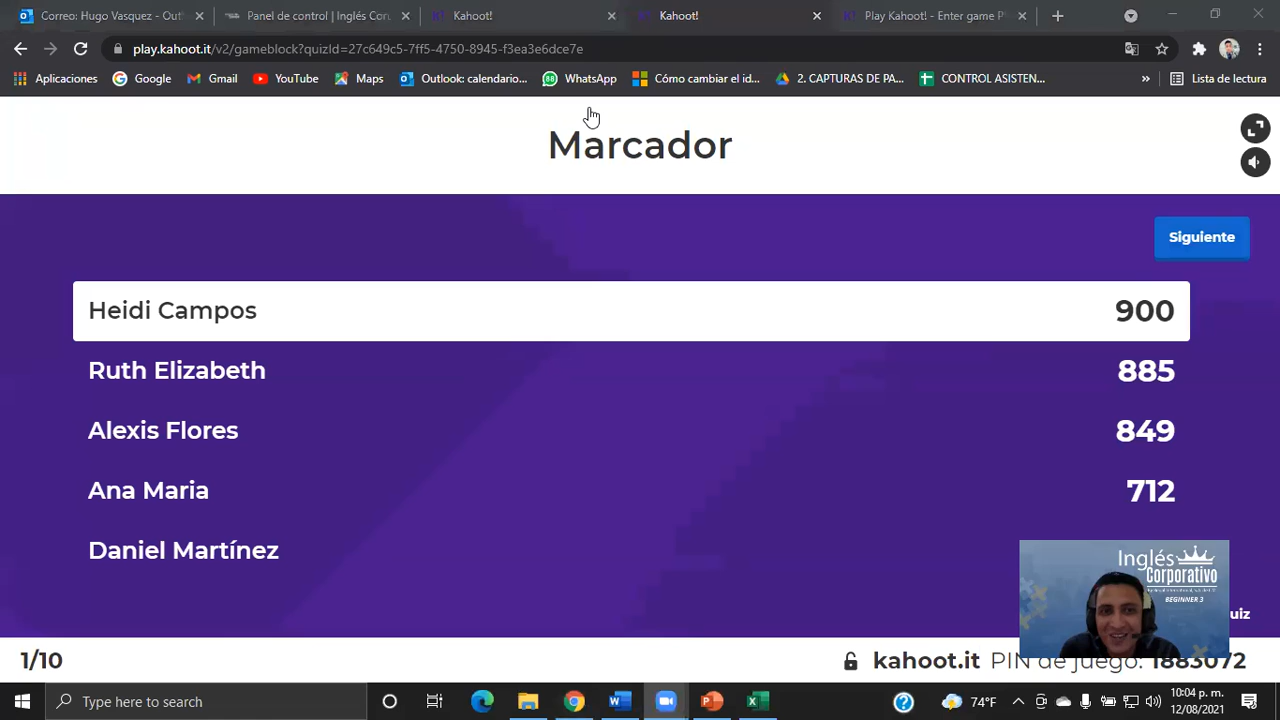 Correo: Hugo Vasquez - Outl
Panel de control | Inglés Cor
Kahoot!
Kahoot!
Play Kahoot! - Enter game P
play.kahoot.it/v2/gameblock?quizId=27c649c5-7ff5-4750-8945-f3ea3e6dce7e
Aplicaciones
Google
Gmail
YouTube
Maps
Outlook: calendario...
88
WhatsApp
Cómo cambiar el id...
2. CAPTURAS DE PA...
CONTROL ASISTEN...
»
Lista de lectura
Marcador
Siguiente
Heidi Campos 900
Ruth Elizabeth 885
Alexis Flores 849
Ana Maria 712
Daniel Martínez
Inglés
Corporativo
BEGINNER 3
uiz
1/10
kahoot.it PIN de juego: 1883072
Type here to search
74°F
10:04 p. m.
12/08/2021